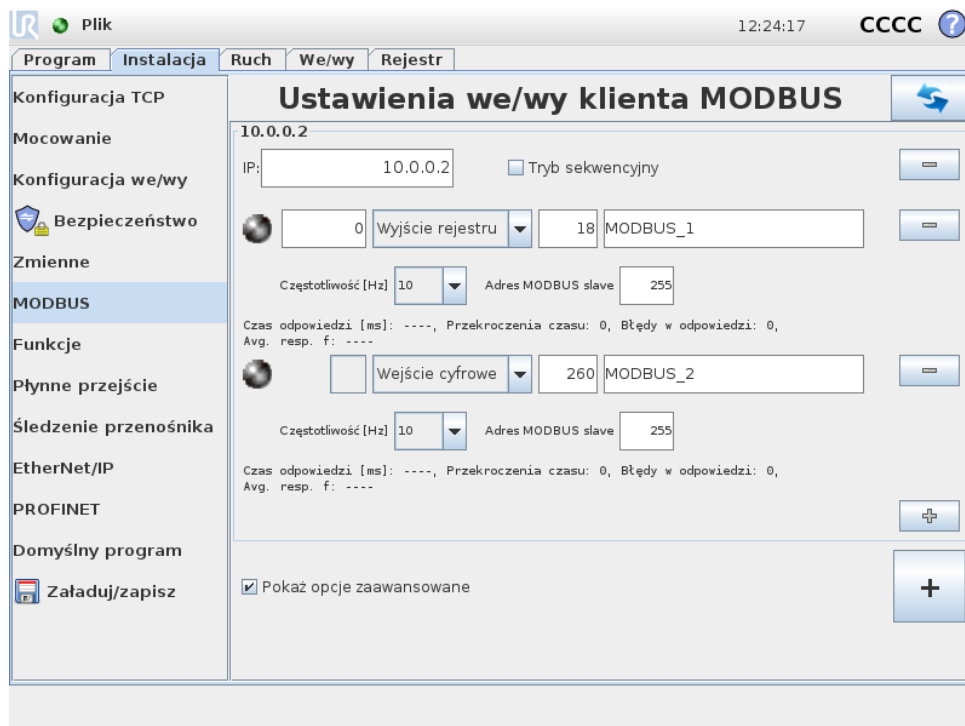 UR Plik 12:24:17 CCCC ?
Program Instalacja Ruch We/wy Rejestr
Konfiguracja TCP
Mocowanie
Konfiguracja we/wy
Bezpieczeństwo
Zmienne
MODBUS
Funkcje
Płynne przejście
Śledzenie przenośnika
EtherNet/IP
PROFINET
Domyślny program
Załaduj/zapisz
Ustawienia we/wy klienta MODBUS
10.0.0.2
IP: 10.0.0.2 Tryb sekwencyjny
0 Wyjście rejestru 18 MODBUS_1
Częstotliwość [Hz] 10 Adres MODBUS slave 255
Czas odpowiedzi [ms]: ----, Przekroczenia czasu: 0, Błędy w odpowiedzi: 0,
Avg. resp. f: ----
Wejście cyfrowe 260 MODBUS_2
Częstotliwość [Hz] 10 Adres MODBUS slave 255
Czas odpowiedzi [ms]: ----, Przekroczenia czasu: 0, Błędy w odpowiedzi: 0,
Avg. resp. f: ----
Pokaż opcje zaawansowane